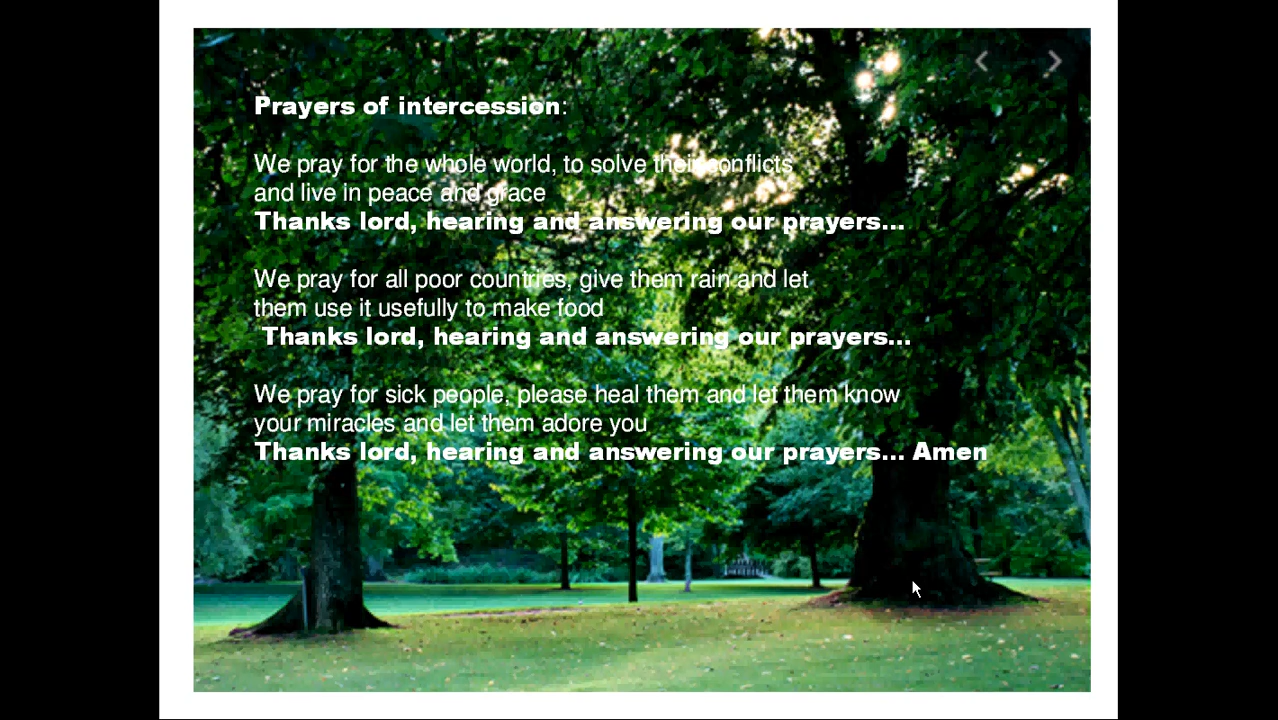 Prayers of intercession:
We pray for the whole world, to solve their conflicts
and live in peace and grace
Thanks lord, hearing and answering our prayers...
We pray for all poor countries, give them rain and let
them use it usefully to make food
Thanks lord, hearing and answering our prayers...
We pray for sick people, please heal them and let them know
your miracles and let them adore you
Thanks lord, hearing and answering our prayers... Amen